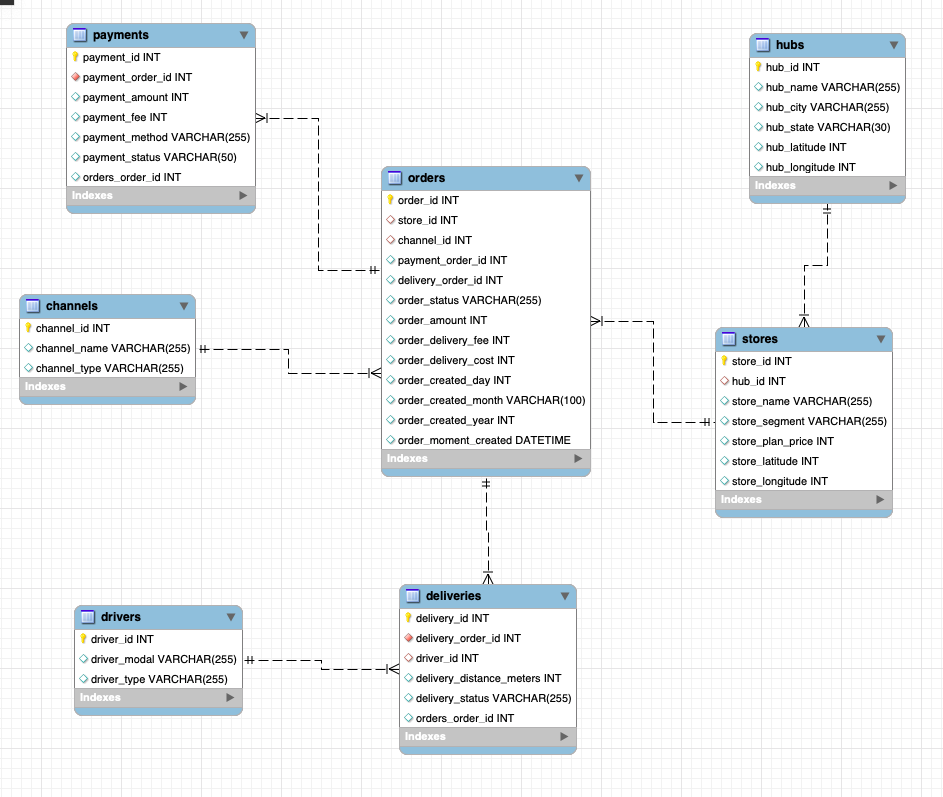 payments
payment_id INT
payment_order_id INT
payment_amount INT
payment_fee INT
payment_method VARCHAR(255)
payment_status VARCHAR(50)
orders_order_id INT
Indexes
hubs
hub_id INT
hub_name VARCHAR(255)
hub_city VARCHAR(255)
hub_state VARCHAR(30)
hub_latitude INT
hub_longitude INT
Indexes
orders
order_id INT
store_id INT
channel_id INT
payment_order_id INT
delivery_order_id INT
order_status VARCHAR(255)
order_amount INT
order_delivery_fee INT
order_delivery_cost INT
order_created_day INT
order_created_month VARCHAR(100)
order_created_year INT
order_moment_created DATETIME
Indexes
channels
channel_id INT
channel_name VARCHAR(255)
channel_type VARCHAR(255)
Indexes
stores
store_id INT
hub_id INT
store_name VARCHAR(255)
store_segment VARCHAR(255)
store_plan_price INT
store_latitude INT
store_longitude INT
Indexes
drivers
driver_id INT
driver_modal VARCHAR(255)
driver_type VARCHAR(255)
Indexes
deliveries
delivery_id INT
delivery_order_id INT
driver_id INT
delivery_distance_meters INT
delivery_status VARCHAR(255)
orders_order_id INT
Indexes